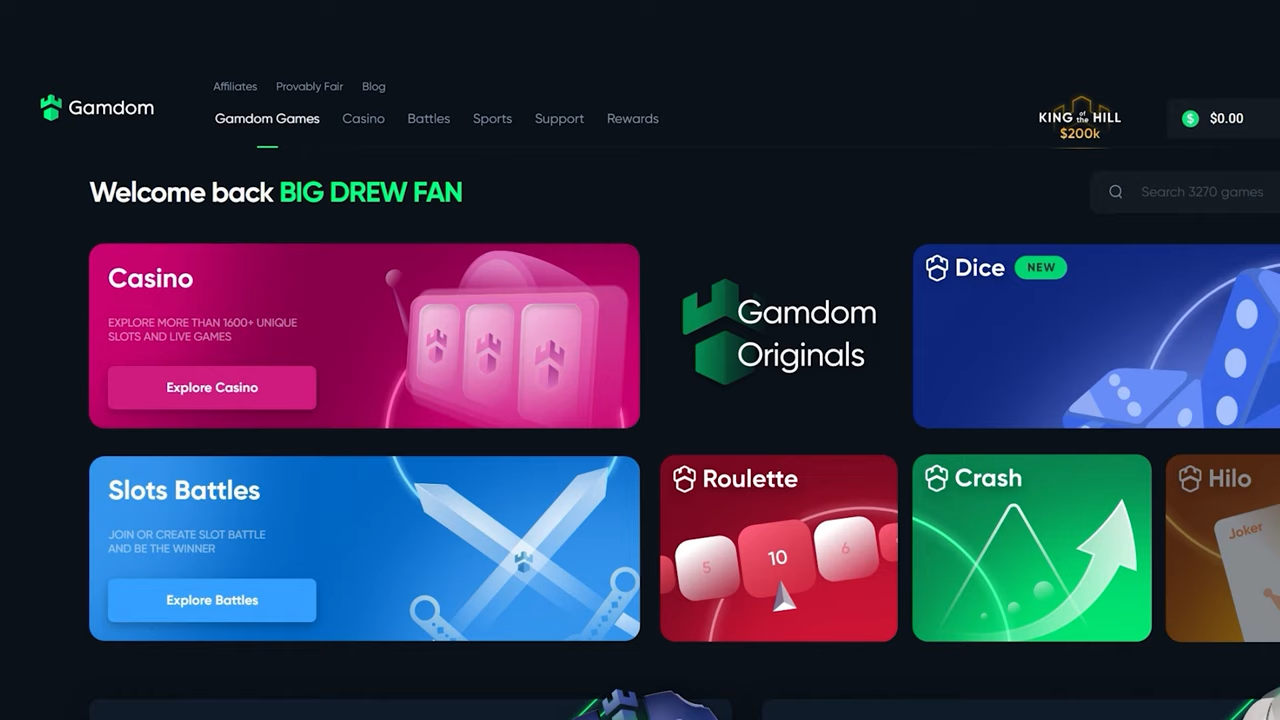 Affiliates Provably Fair Blog
Gamdom
Gamdom Games Casino Battles Sports Support Rewards
KING of the HILL
$200k
$0.00
Welcome back BIG DREW FAN
Search 3270 games
Casino
EXPLORE MORE THAN 1600+ UNIQUE
SLOTS AND LIVE GAMES
Explore Casino
Gamdom
Originals
Dice NEW
Slots Battles
JOIN OR CREATE SLOT BATTLE
AND BE THE WINNER
Explore Battles
Roulette
5 10 6
Crash
Hilo
Joker